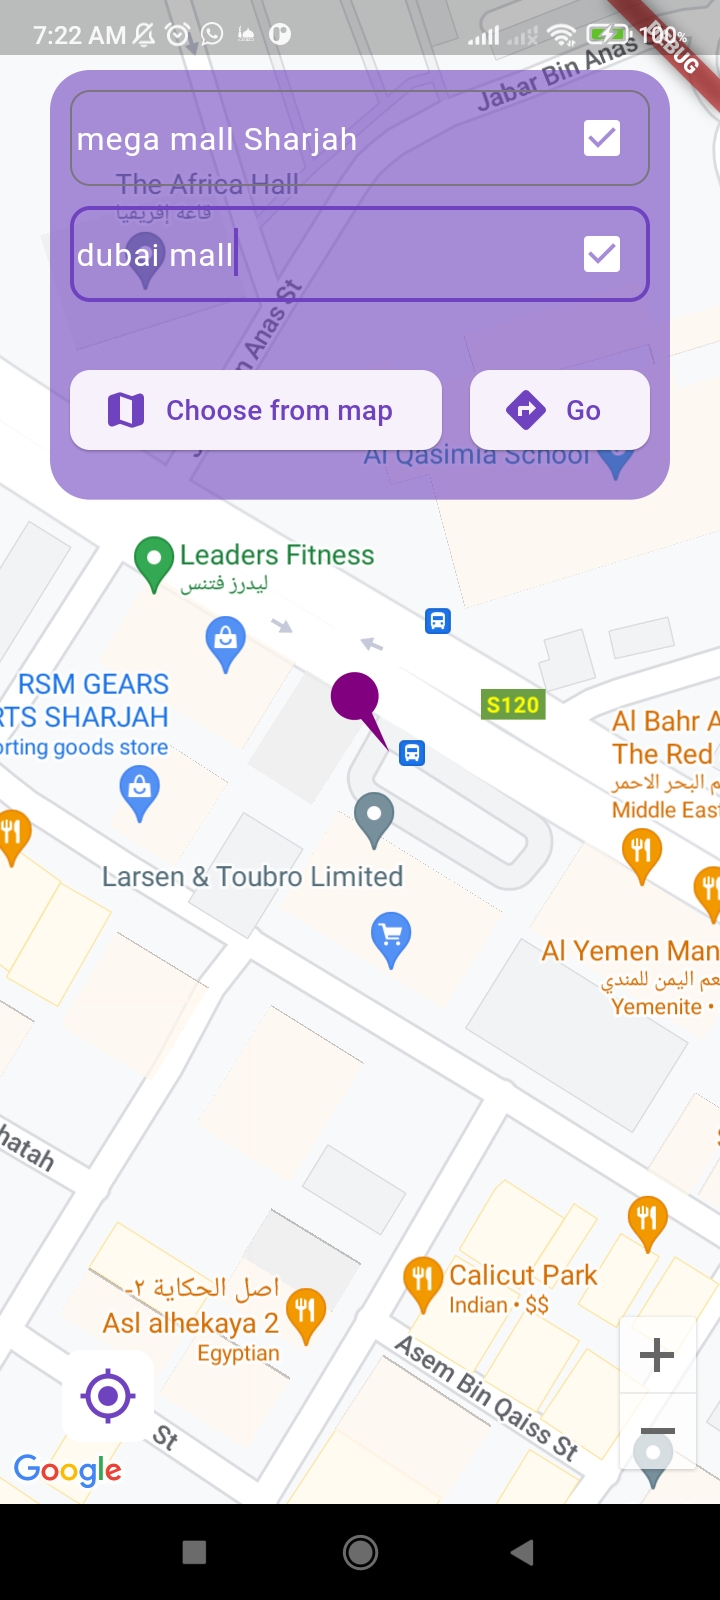 7:22 AM
100%
DEBUG
Jabar Bin Anas
mega mall Sharjah
The Africa Hall
قاعة إفريقيا
dubai mall
n Anas St
Choose from map
Go
Al Qasimia School
Leaders Fitness
ليدرز فتنس
RSM GEARS
RTS SHARJAH
orting goods store
S120
Al Bahr A
The Red
م البحر الاحمر
Middle East
Larsen & Toubro Limited
Al Yemen Man
عم اليمن للمندي
Yemenite •
hatah
اصل الحكاية ٢-
Asl alhekaya 2
Egyptian
Calicut Park
Indian • $$
Asem Bin Qaiss St
St
Google